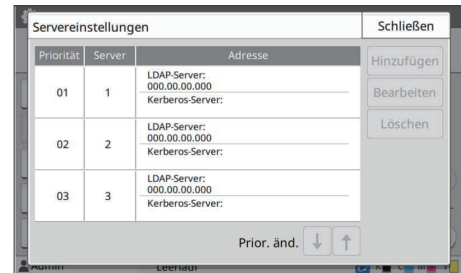 Servereinstellungen
Schließen
Priorität Server Adresse
Hinzufügen
01 1 LDAP-Server:
000.00.00.000
Kerberos-Server:
Bearbeiten
Löschen
02 2 LDAP-Server:
000.00.00.000
Kerberos-Server:
03 3 LDAP-Server:
000.00.00.000
Kerberos-Server:
Prior. änd. ↓ ↑
Admin Leerlauf K C M Y